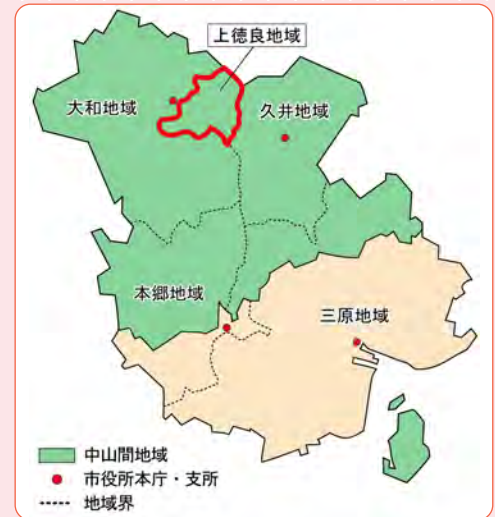 上徳良地域
大和地域
久井地域
本郷地域
三原地域
中山間地域
市役所本庁・支所
地域界